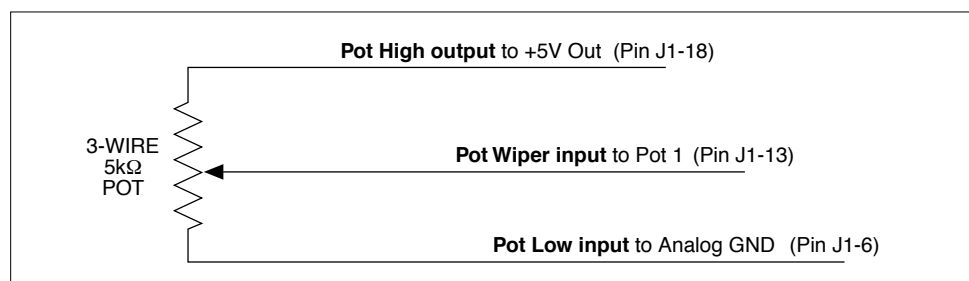 Pot High output to +5V Out (Pin J1-18)
3-WIRE
5kΩ
POT
Pot Wiper input to Pot 1 (Pin J1-13)
Pot Low input to Analog GND (Pin J1-6)